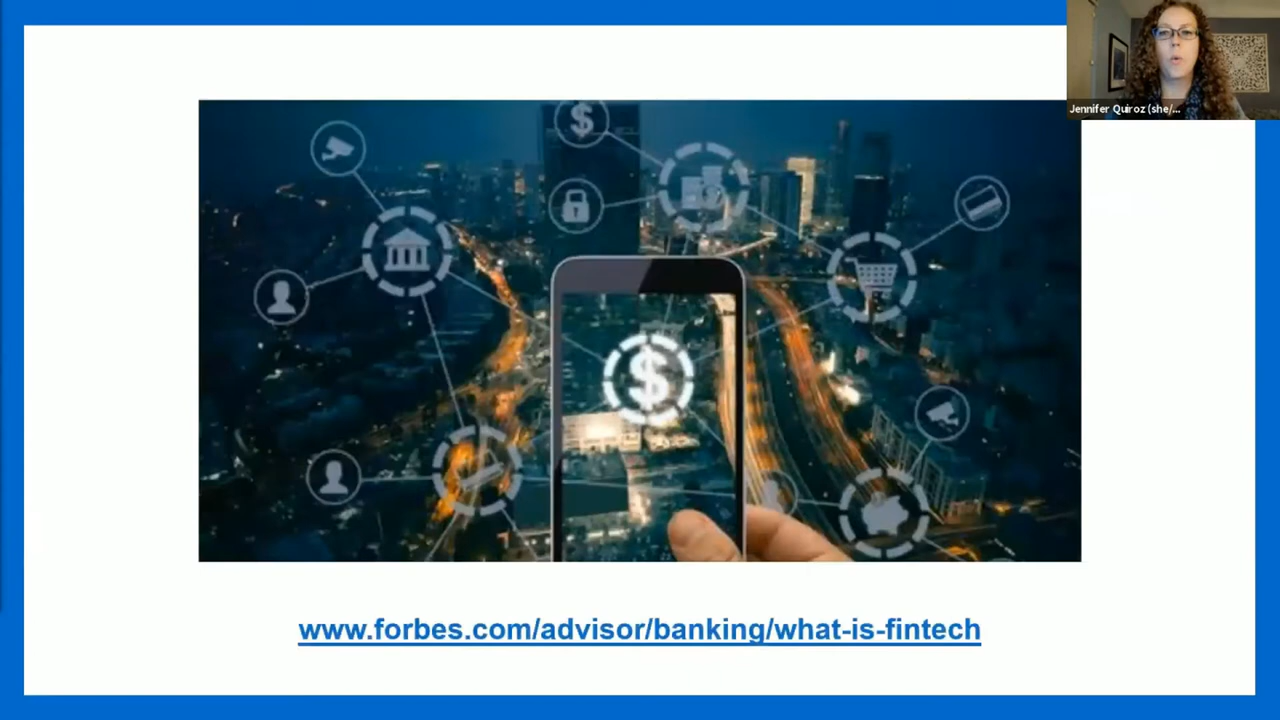 Jennifer Quiroz (she/...
$
$
www.forbes.com/advisor/banking/what-is-fintech